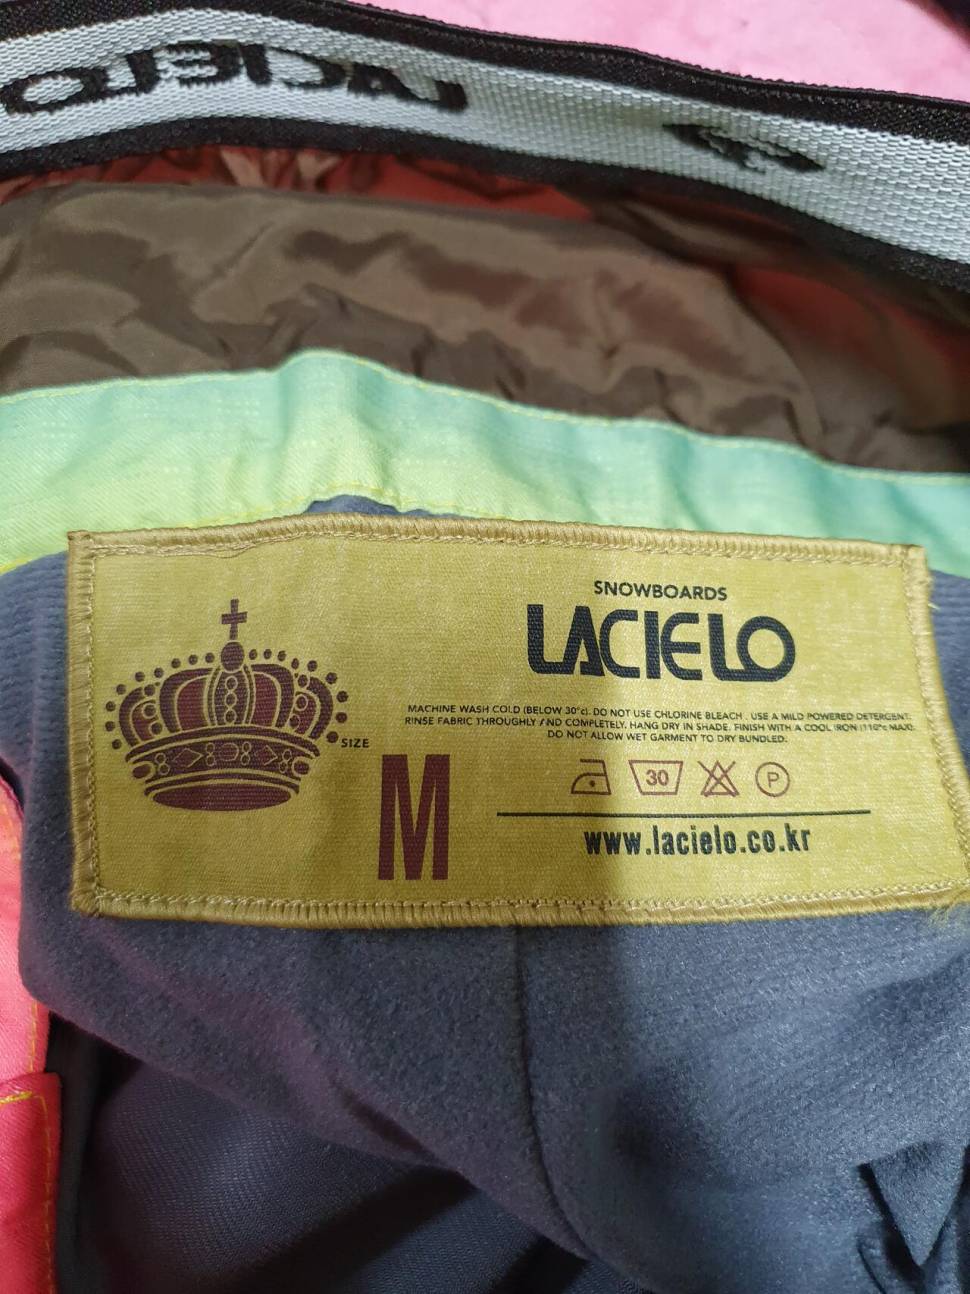 LACIELO
SNOWBOARDS
LACIELO
MACHINE WASH COLD (BELOW 30°c). DO NOT USE CHLORINE BLEACH . USE A MILD POWERED DETERGENT.
RINSE FABRIC THROUGHLY AND COMPLETELY. HANG DRY IN SHADE. FINISH WITH A COOL IRON (110°c MAX).
DO NOT ALLOW WET GARMENT TO DRY BUNDLED.
SIZE
M
30
P
www.lacielo.co.kr